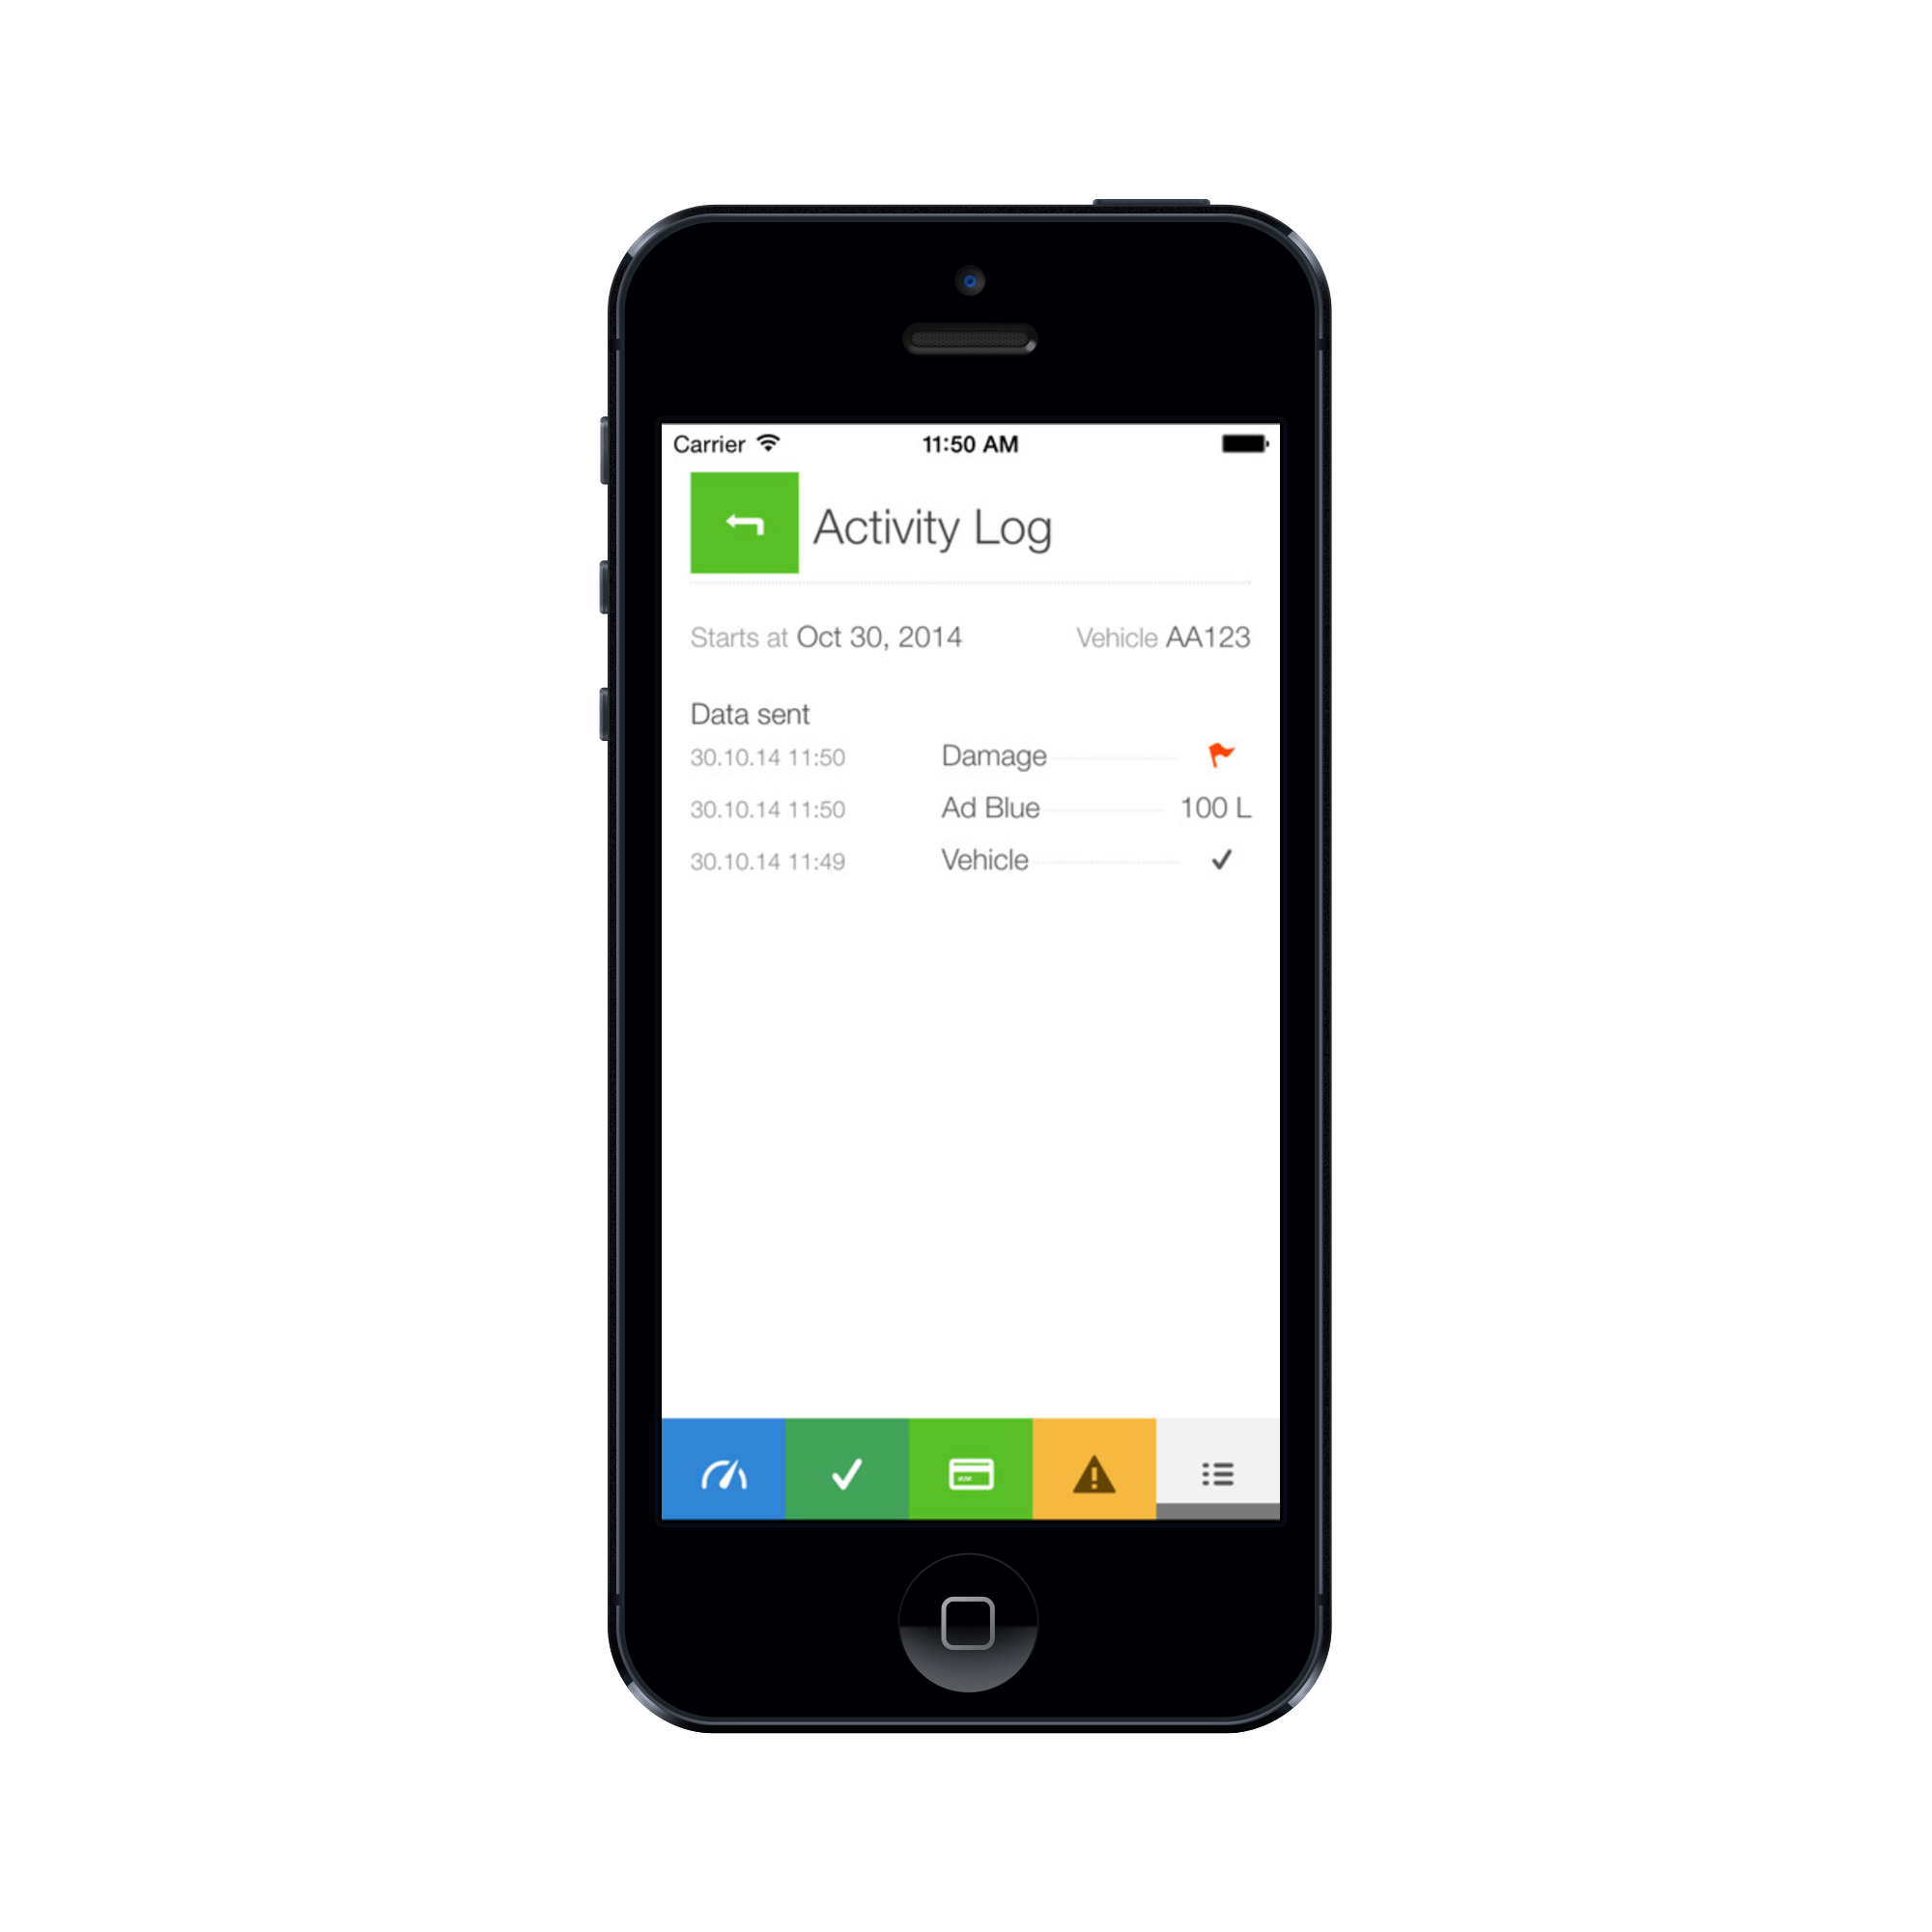 Carrier 11:50 AM
Activity Log
Starts at Oct 30, 2014 Vehicle AA123
Data sent
30.10.14 11:50 Damage
30.10.14 11:50 Ad Blue 100 L
30.10.14 11:49 Vehicle